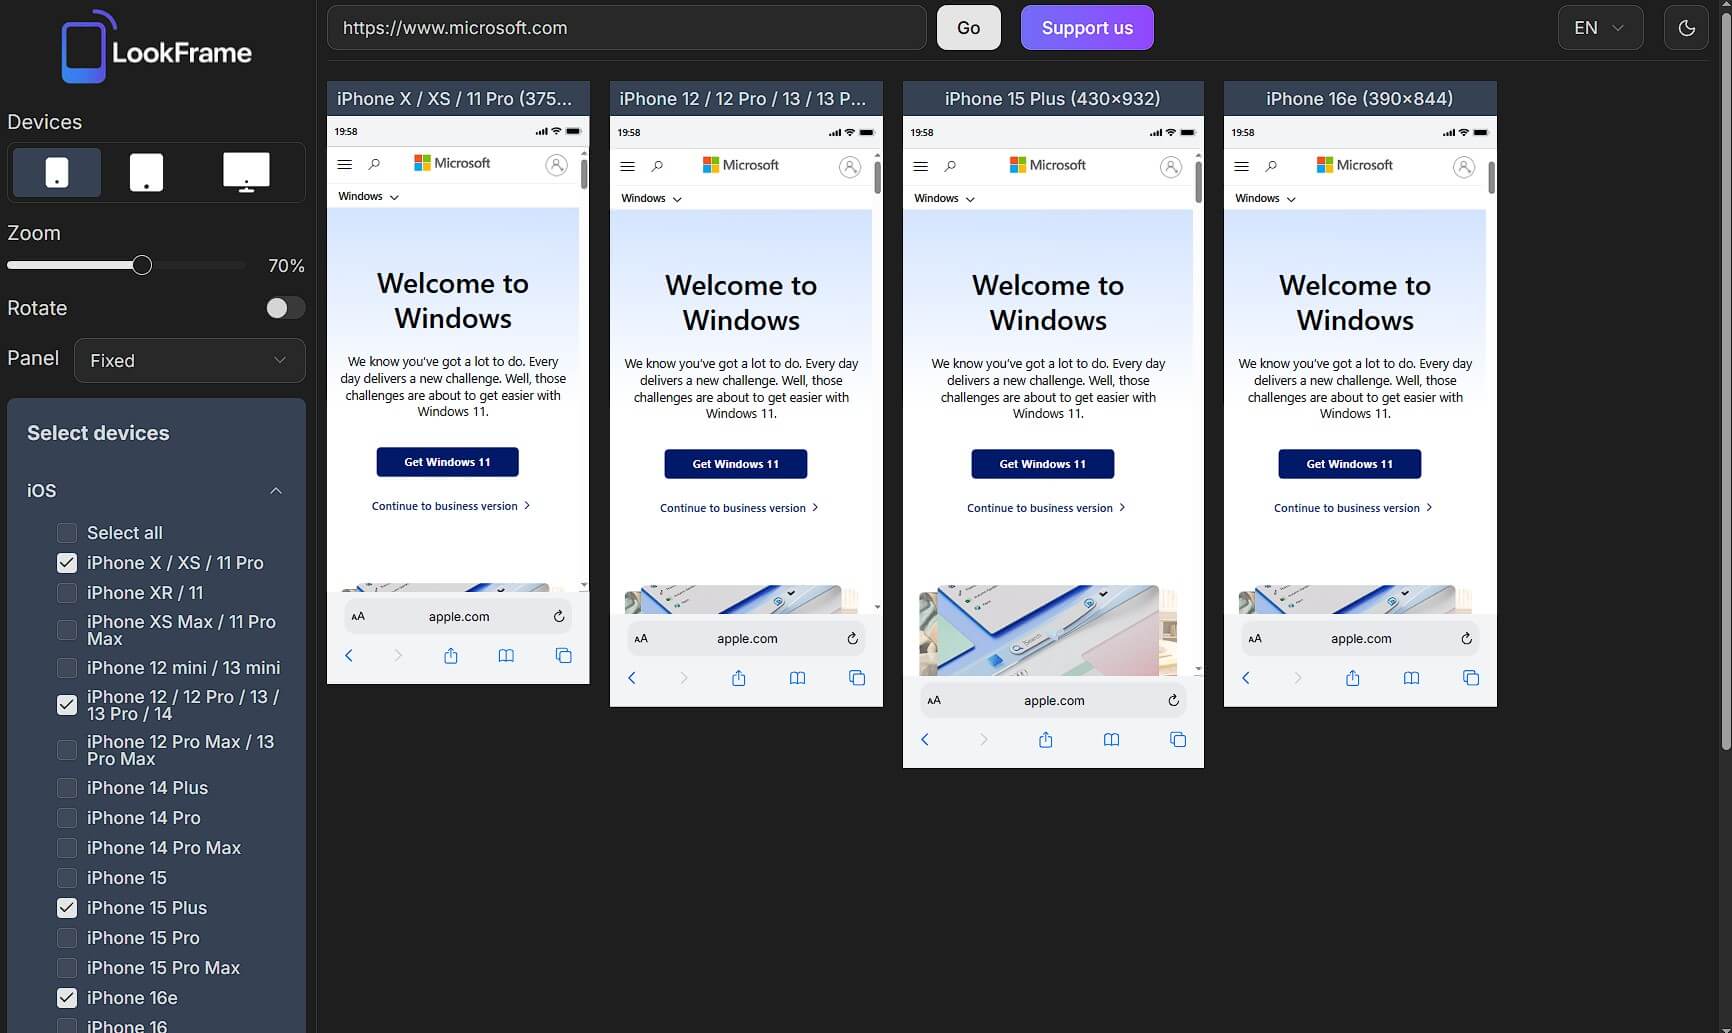 LookFrame
https://www.microsoft.com
Go
Support us
EN
Devices
Zoom
70%
Rotate
Panel
Fixed
Select devices
iOS
Select all
iPhone X / XS / 11 Pro
iPhone XR / 11
iPhone XS Max / 11 Pro
Max
iPhone 12 mini / 13 mini
iPhone 12 / 12 Pro / 13 /
13 Pro / 14
iPhone 12 Pro Max / 13
Pro Max
iPhone 14 Plus
iPhone 14 Pro
iPhone 14 Pro Max
iPhone 15
iPhone 15 Plus
iPhone 15 Pro
iPhone 15 Pro Max
iPhone 16e
iPhone 16
iPhone X / XS / 11 Pro (375...
19:58
Microsoft
Windows
Welcome to
Windows
We know you've got a lot to do. Every
day delivers a new challenge. Well, those
challenges are about to get easier with
Windows 11.
Get Windows 11
Continue to business version
AA
apple.com
iPhone 12 / 12 Pro / 13 / 13 P...
19:58
Microsoft
Windows
Welcome to
Windows
We know you've got a lot to do. Every day
delivers a new challenge. Well, those
challenges are about to get easier with
Windows 11.
Get Windows 11
Continue to business version
AA
apple.com
iPhone 15 Plus (430×932)
19:58
Microsoft
Windows
Welcome to
Windows
We know you've got a lot to do. Every day
delivers a new challenge. Well, those
challenges are about to get easier with
Windows 11.
Get Windows 11
Continue to business version
Search
AA
apple.com
iPhone 16e (390×844)
19:58
Microsoft
Windows
Welcome to
Windows
We know you've got a lot to do. Every day
delivers a new challenge. Well, those
challenges are about to get easier with
Windows 11.
Get Windows 11
Continue to business version
AA
apple.com